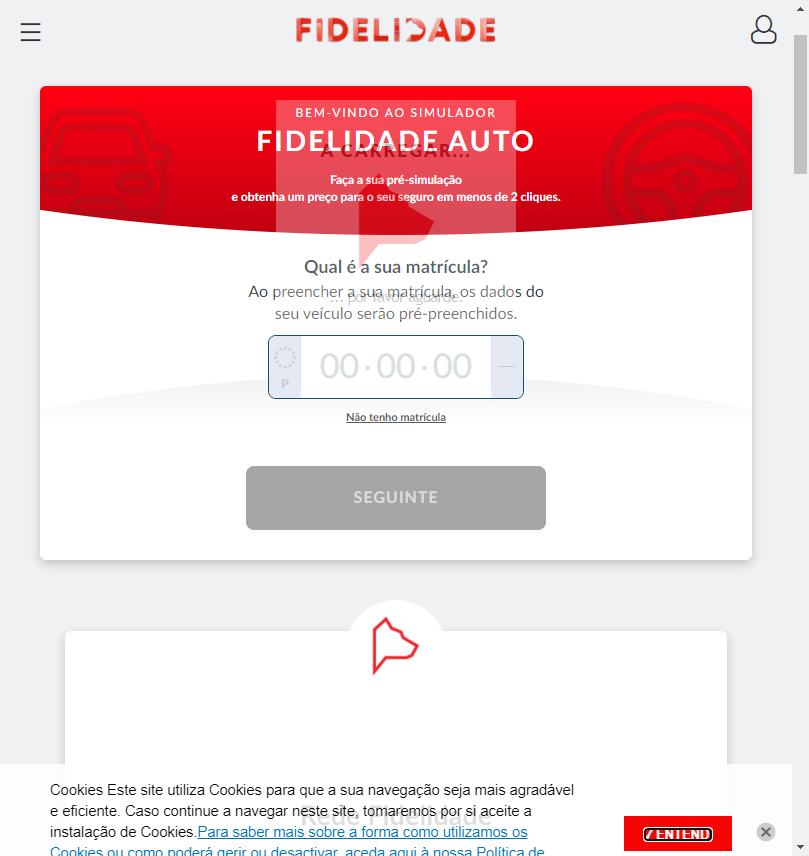 FIDELIDADE
BEM-VINDO AO SIMULADOR
FIDELIDADE AUTO
A CARREGAR...
Faça a sua pré-simulação
e obtenha um preço para o seu seguro em menos de 2 cliques.
Qual é a sua matrícula?
Ao preencher a sua matrícula, os dados do
... por favor aguarde.
seu veículo serão pré-preenchidos.
P
00·00·00
Não tenho matrícula
SEGUINTE
Cookies Este site utiliza Cookies para que a sua navegação seja mais agradável
e eficiente. Caso continue a navegar neste site, tomaremos por si aceite a
Rede Fidelidade
instalação de Cookies.Para saber mais sobre a forma como utilizamos os
Cookies ou como poderá gerir ou desactivar, aceda aqui à nossa Política de
ENTEND